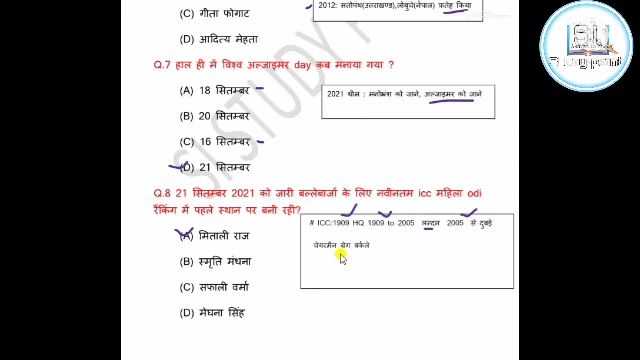 (C) गीता फोगाट
2012: सतोपंथ(उत्तराखण्ड),लोबुचे(नेपाल) फ़तेह किया
(D) आदित्य मेहता
Q.7 हाल ही में विश्व अल्जाइमर day कब मनाया गया ?
(A) 18 सितम्बर
2021 थीम : मनोभ्रंश को जाने, अल्जाइमर को जाने
(B) 20 सितम्बर
(C) 16 सितम्बर
(D) 21 सितम्बर
Q.8 21 सितम्बर 2021 को जारी बल्लेबाजों के लिए नवीनतम icc महिला odi
रैंकिंग में पहले स्थान पर बनी रही?
# ICC:1909 HQ 1909 to 2005 लन्दन 2005 से दुबई
(A) मिताली राज
चेयरमैन ग्रेग बर्कले
(B) स्मृति मंधना
(C) सफाली वर्मा
(D) मेघना सिंह
SI STUDY